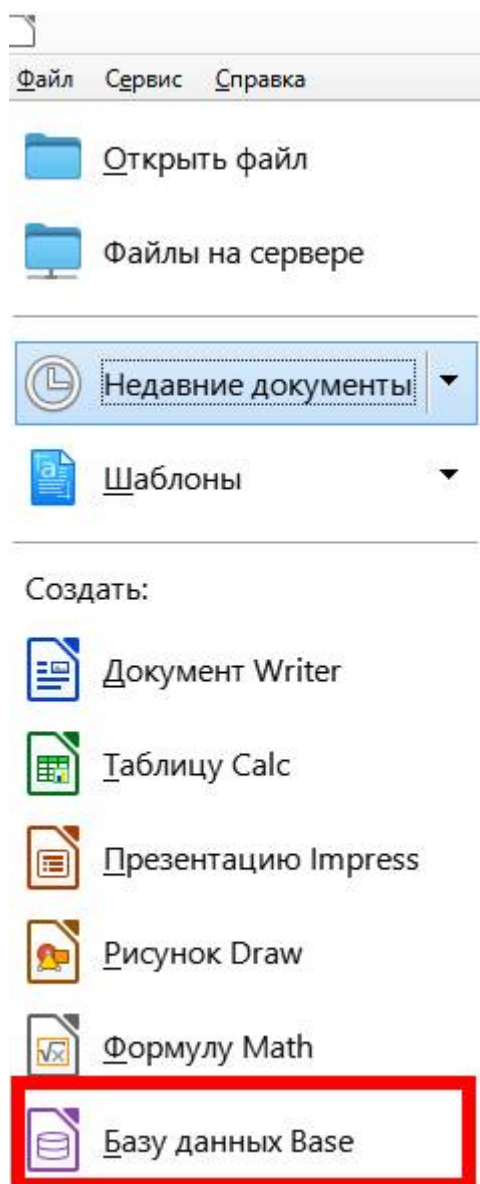 Файл Сервис Справка
Открыть файл
Файлы на сервере
Недавние документы
Шаблоны
Создать:
Документ Writer
Таблицу Calc
Презентацию Impress
Рисунок Draw
Формулу Math
Базу данных Base